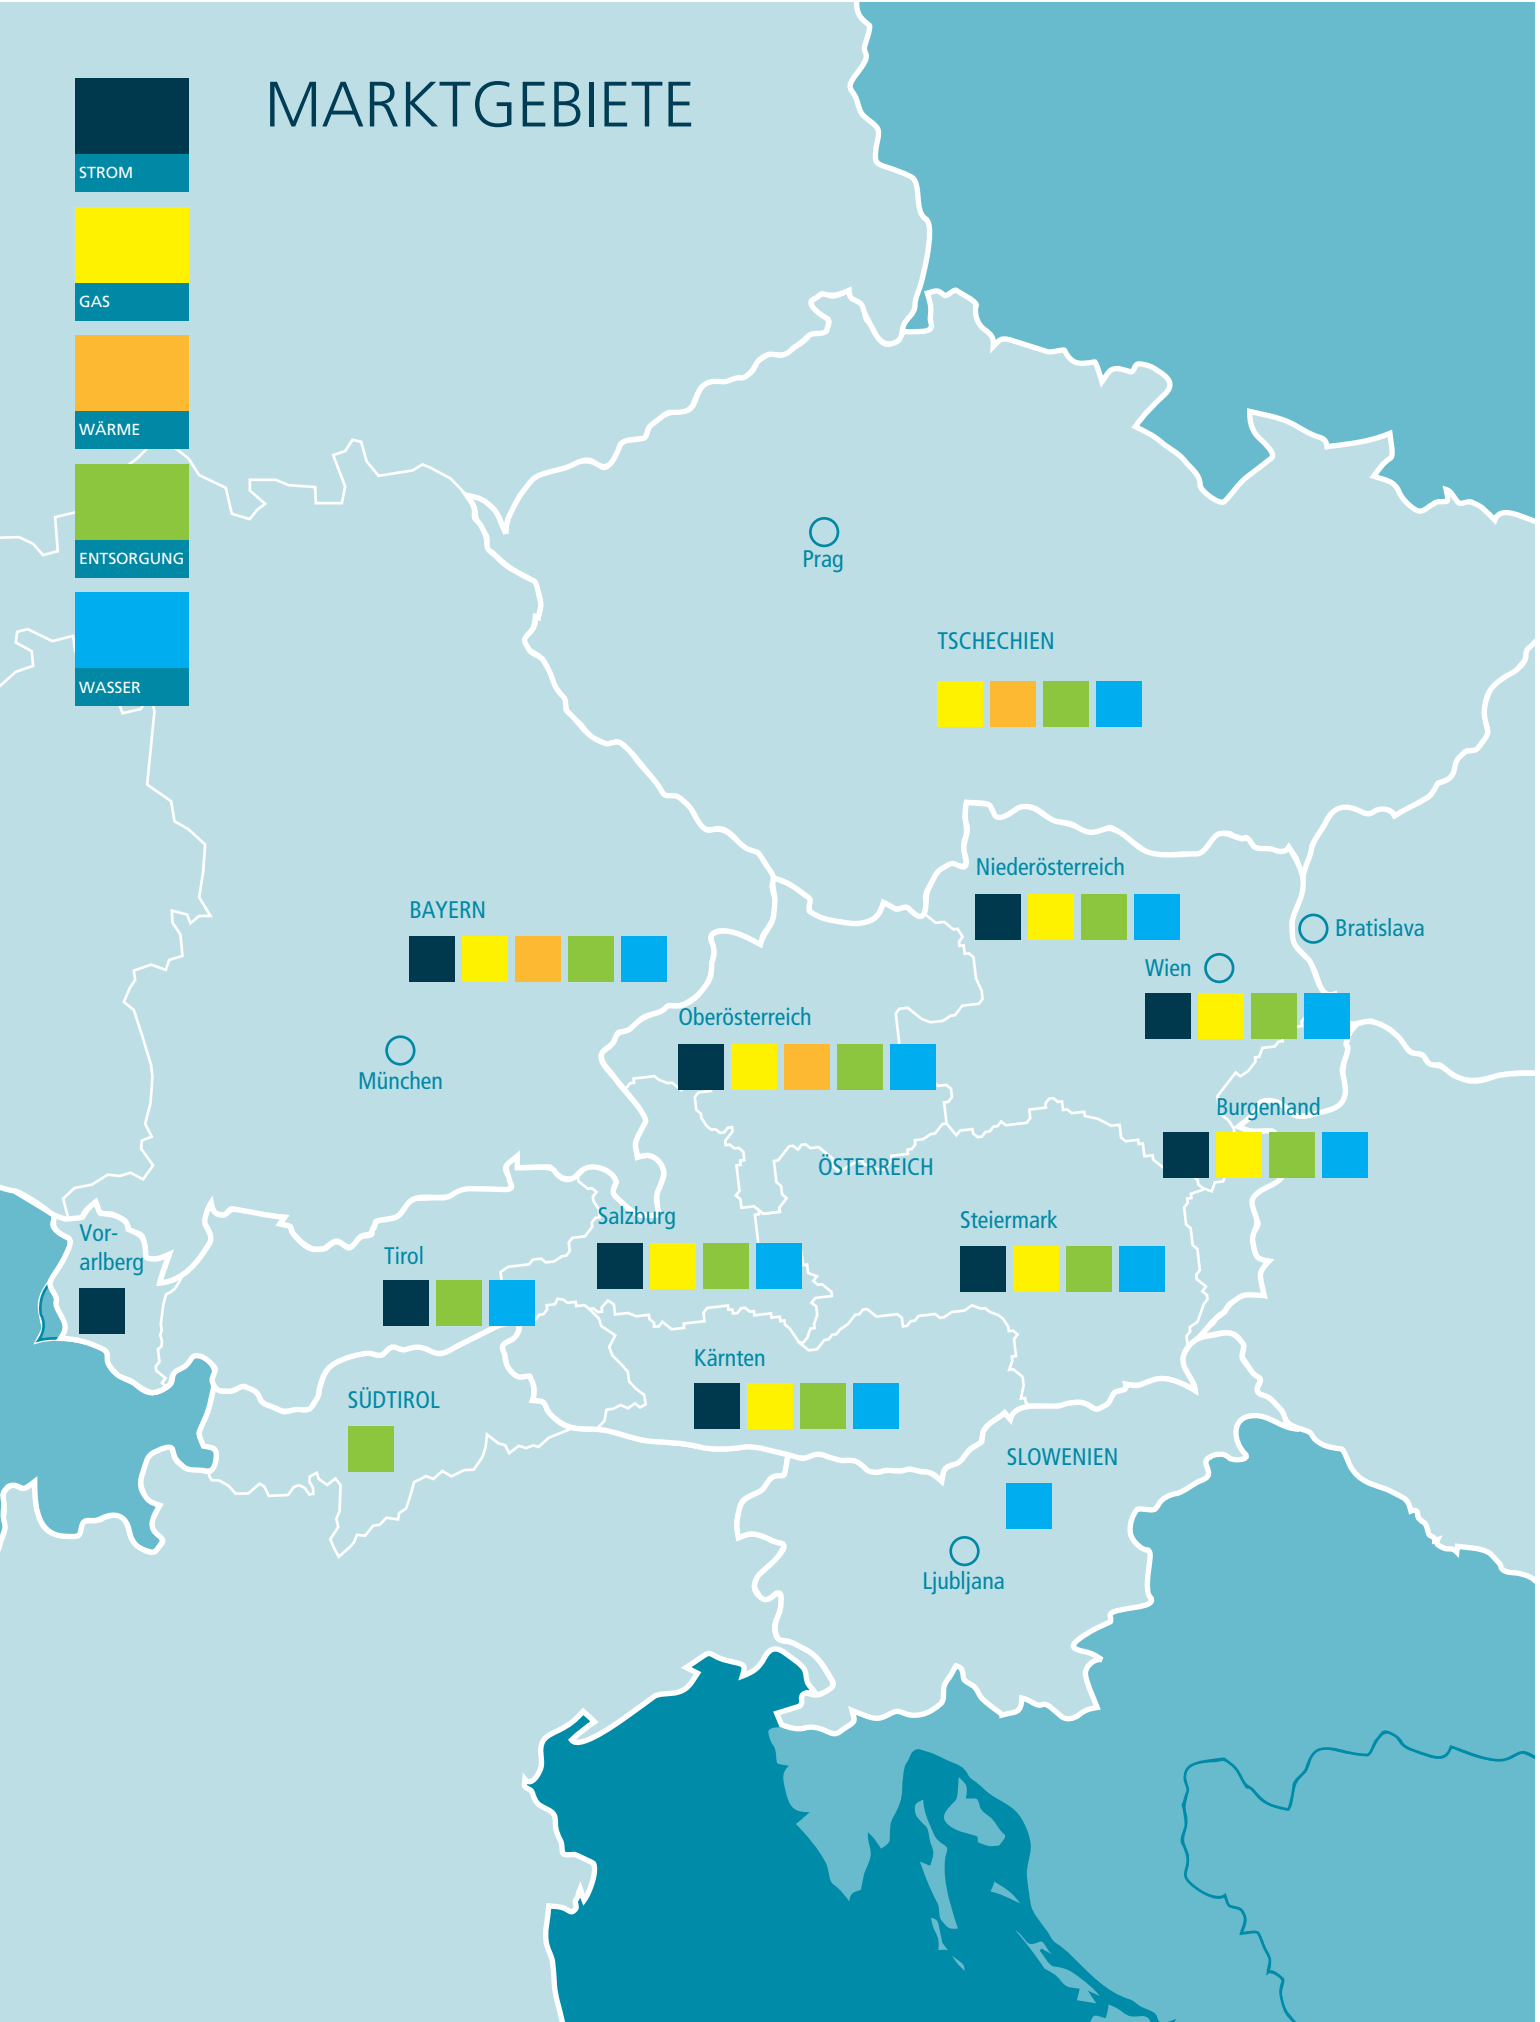 MARKTGEBIETE
STROM
GAS
WÄRME
ENTSORGUNG
WASSER
Prag
TSCHECHIEN
Niederösterreich
BAYERN
Bratislava
Wien
Oberösterreich
München
Burgenland
ÖSTERREICH
Salzburg
Steiermark
Vor-
arlberg
Tirol
Kärnten
SÜDTIROL
SLOWENIEN
Ljubljana